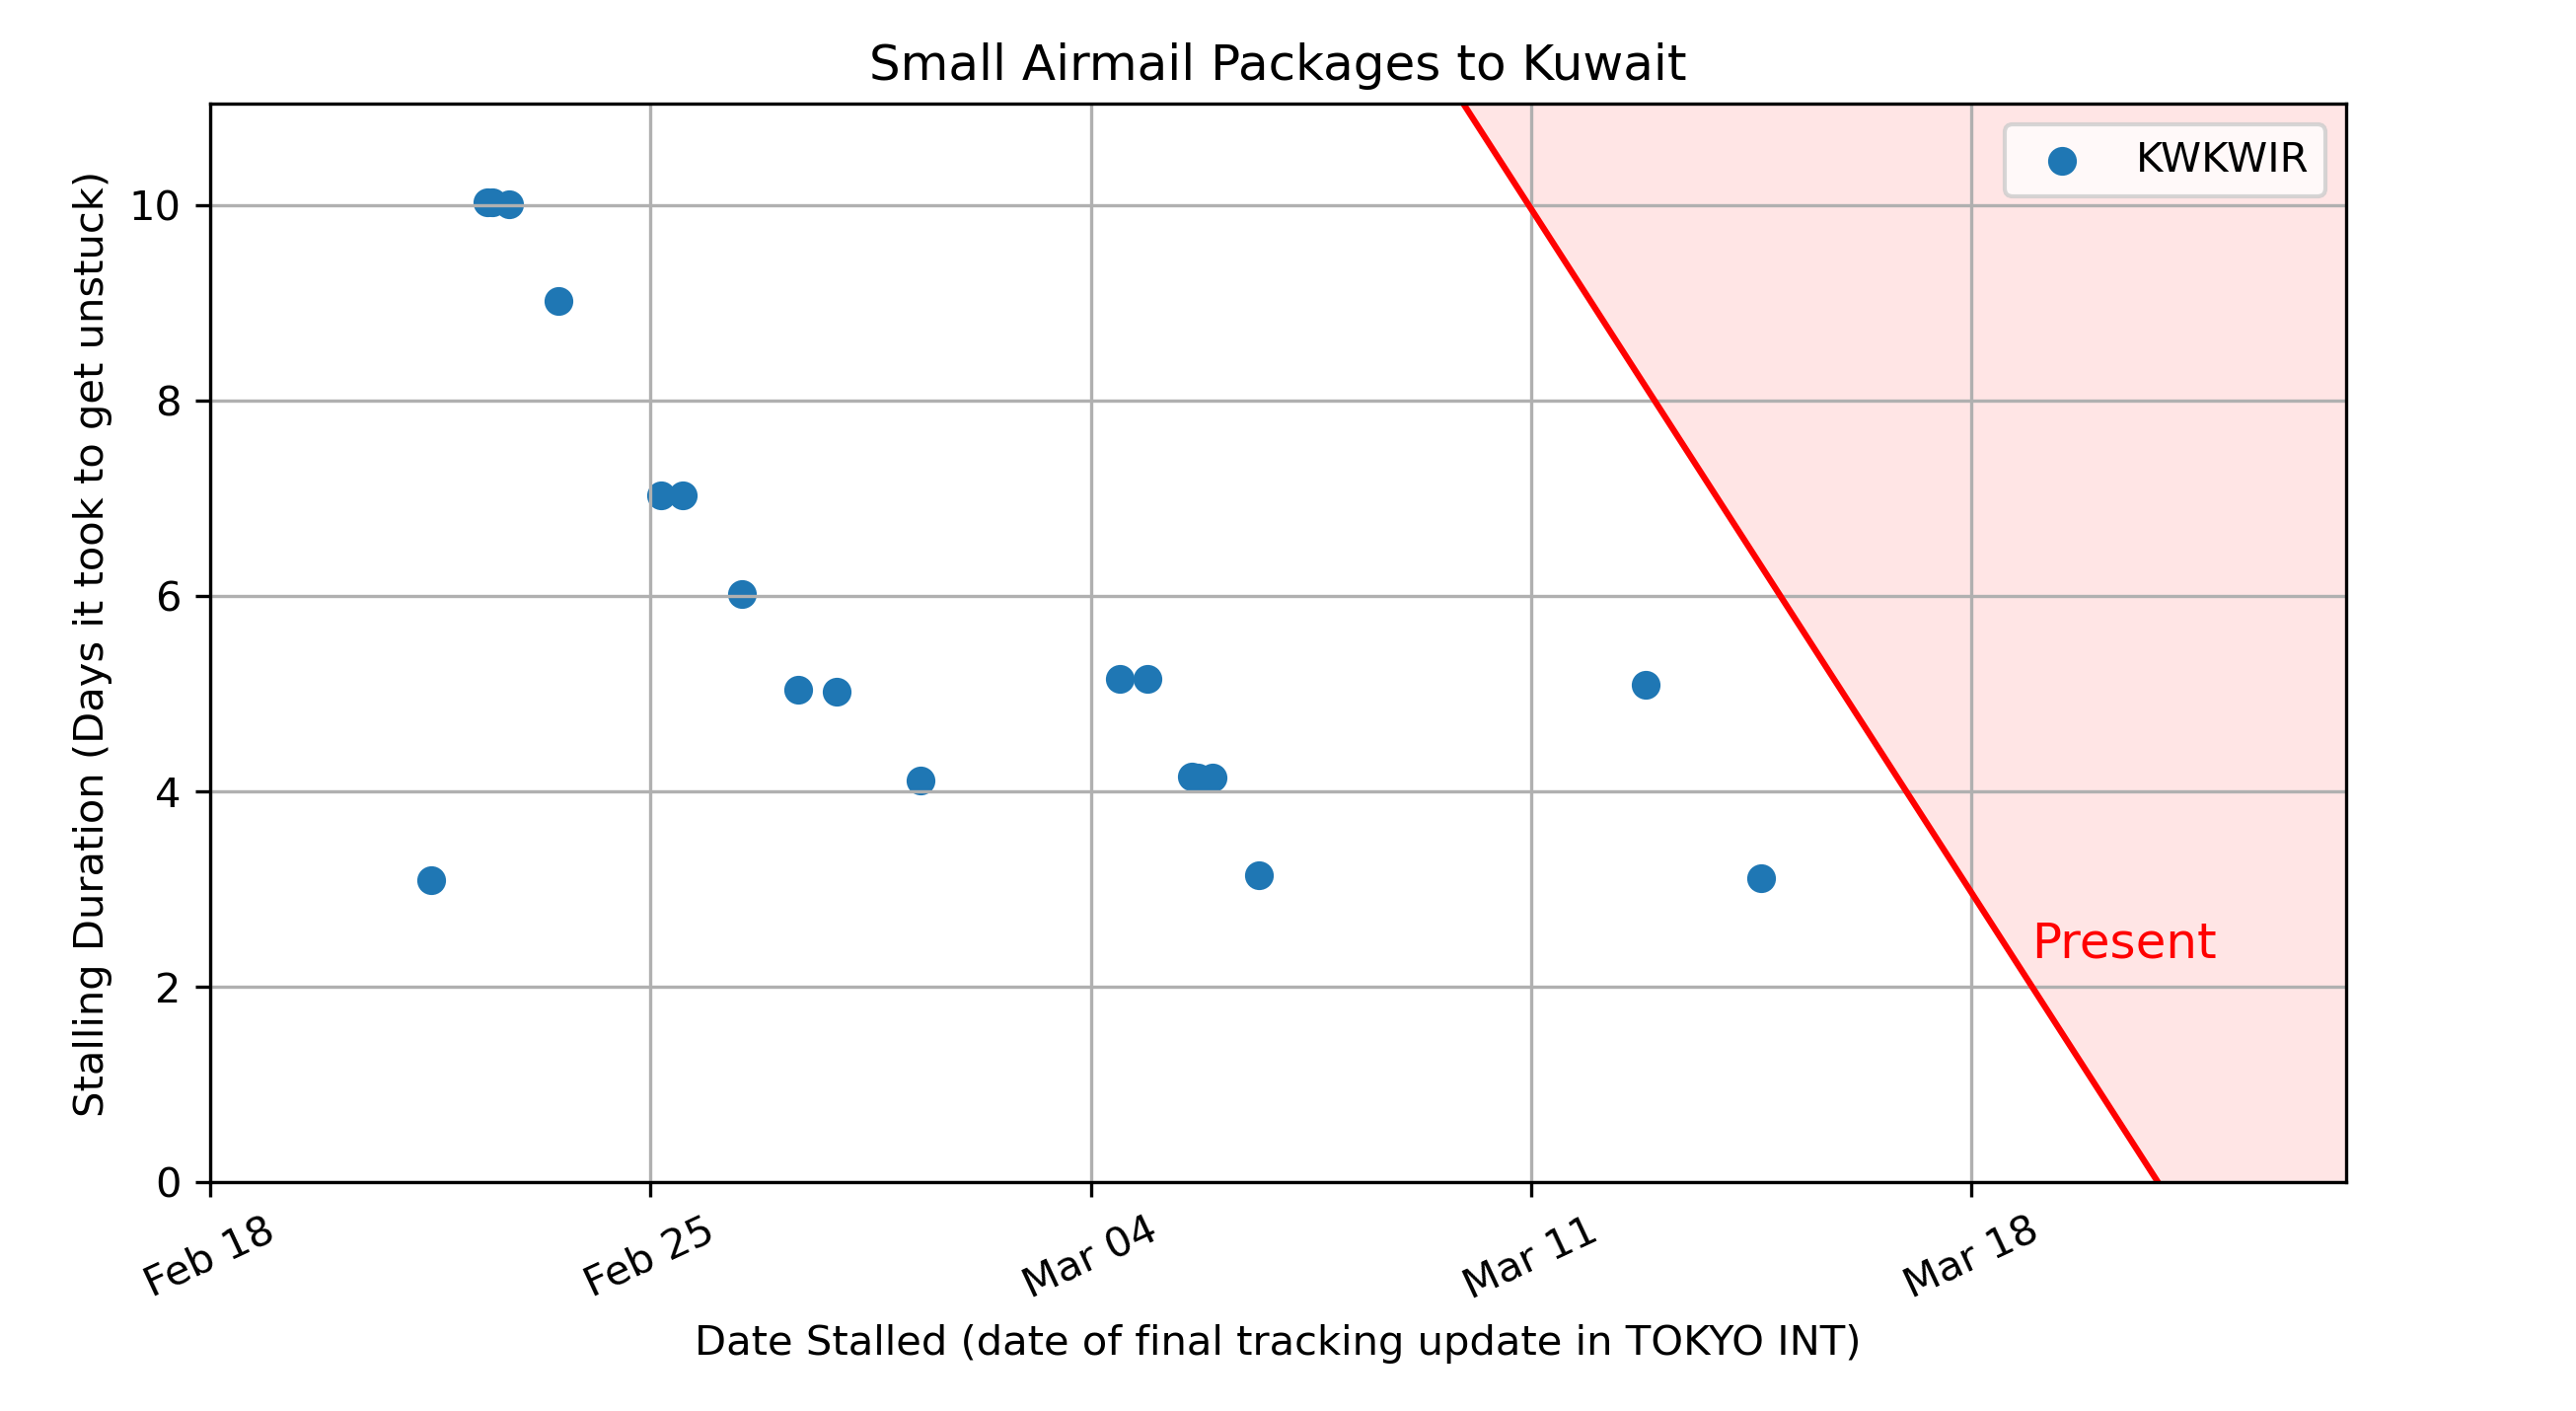 Small Airmail Packages to Kuwait
KWKWIR
Stalling Duration (Days it took to get unstuck)
10
8
6
4
2
0
Present
Feb 18
Feb 25
Mar 04
Mar 11
Mar 18
Date Stalled (date of final tracking update in TOKYO INT)